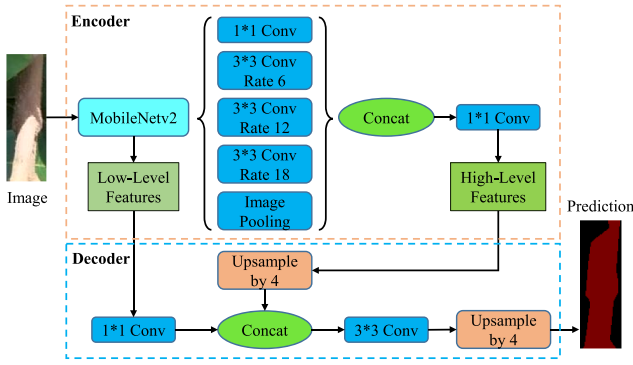 Encoder
1*1 Conv
3*3 Conv
Rate 6
MobileNetv2
3*3 Conv
Rate 12
Concat
1*1 Conv
Low-Level
Features
3*3 Conv
Rate 18
High-Level
Features
Image
Image
Pooling
Prediction
Decoder
Upsample
by 4
1*1 Conv
Concat
3*3 Conv
Upsample
by 4